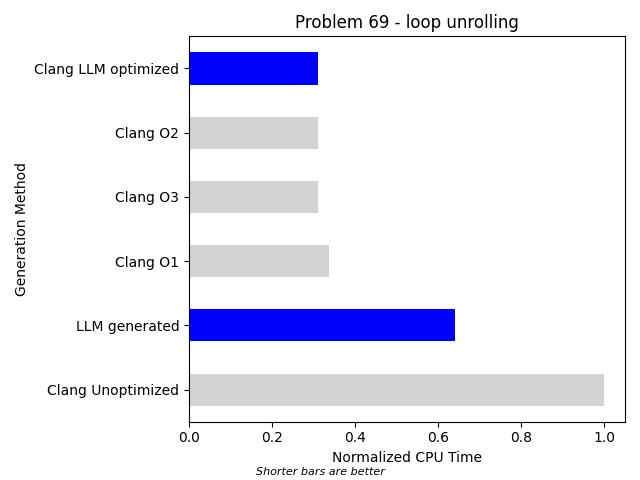 Problem 69 - loop unrolling
Clang LLM optimized
Clang O2
Clang O3
Clang O1
LLM generated
Clang Unoptimized
Generation Method
0.0 0.2 0.4 0.6 0.8 1.0
Normalized CPU Time
Shorter bars are better